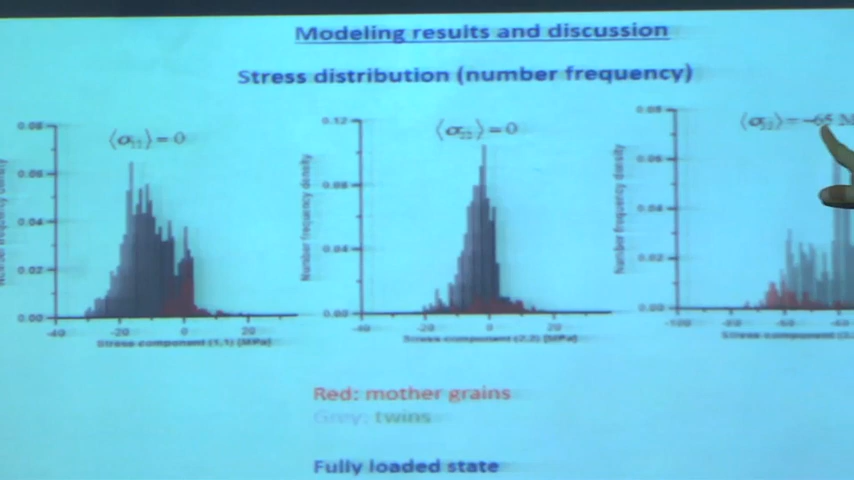 Modeling results and discussion
Stress distribution (number frequency)
⟨σ₁₁⟩ = 0
⟨σ₂₂⟩ = 0
= -65
0.08
0.06
0.04
0.02
0.00
-40
-20
0
20
Stress component (1,1) [MPa]
Number frequency density
0.12
0.08
0.04
0.00
-40
-20
0
20
Stress component (2,2) [MPa]
Number frequency density
0.08
0.06
0.04
0.02
0.00
-100
-80
-60
-40
Stress component
Red: mother grains
Grey: twins
Fully loaded state